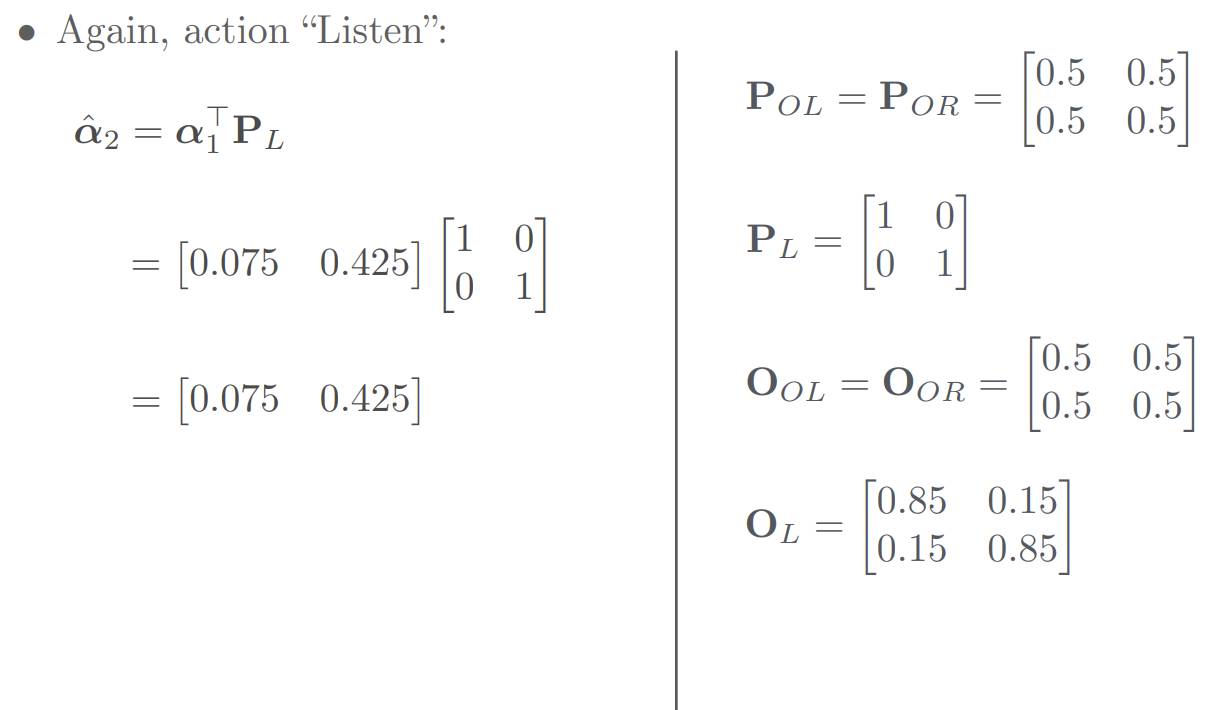 • Again, action “Listen”:
α̂₂ = α₁⊤P_L
= [0.075 0.425] [1 0; 0 1]
= [0.075 0.425]
P_OL = P_OR = [0.5 0.5; 0.5 0.5]
P_L = [1 0; 0 1]
O_OL = O_OR = [0.5 0.5; 0.5 0.5]
O_L = [0.85 0.15; 0.15 0.85]